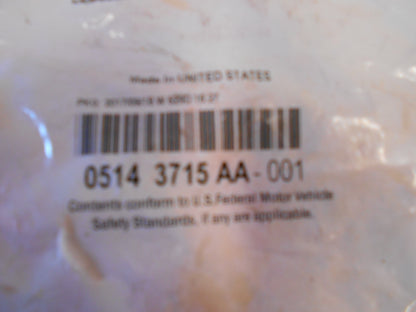 Made in UNITED STATES
0514 3715 AA - 001
Contents conform to U.S. Federal Motor Vehicle
Safety Standards, if any are applicable.